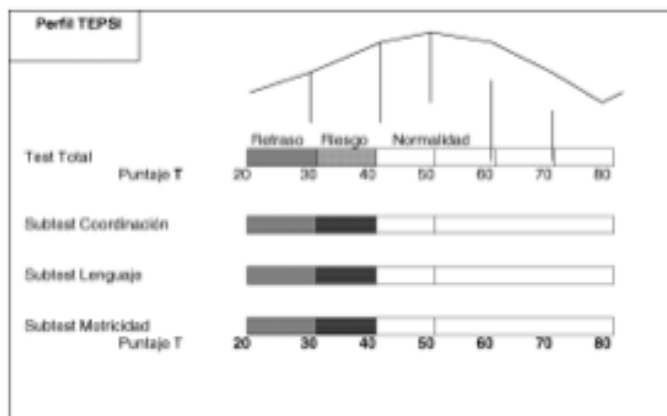 Perfil TEPSI
Retraso Riesgo Normalidad
Test Total
Puntaje T 20 30 40 50 60 70 80
Subtest Coordinación
Subtest Lenguaje
Subtest Metricidad
Puntaje T 20 30 40 50 60 70 80